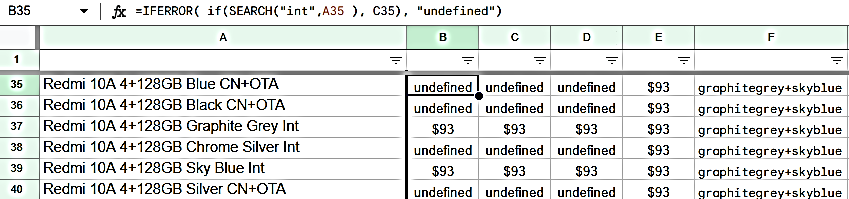 B35 fx =IFERROR( if(SEARCH("int",A35 ), C35), "undefined")
A B C D E F
1
35 Redmi 10A 4+128GB Blue CN+OTA undefined undefined undefined $93 graphitegrey+skyblue
36 Redmi 10A 4+128GB Black CN+OTA undefined undefined undefined $93 graphitegrey+skyblue
37 Redmi 10A 4+128GB Graphite Grey Int $93 $93 $93 $93 graphitegrey+skyblue
38 Redmi 10A 4+128GB Chrome Silver Int undefined undefined undefined $93 graphitegrey+skyblue
39 Redmi 10A 4+128GB Sky Blue Int $93 $93 $93 $93 graphitegrey+skyblue
40 Redmi 10A 4+128GB Silver CN+OTA undefined undefined undefined $93 graphitegrey+skyblue